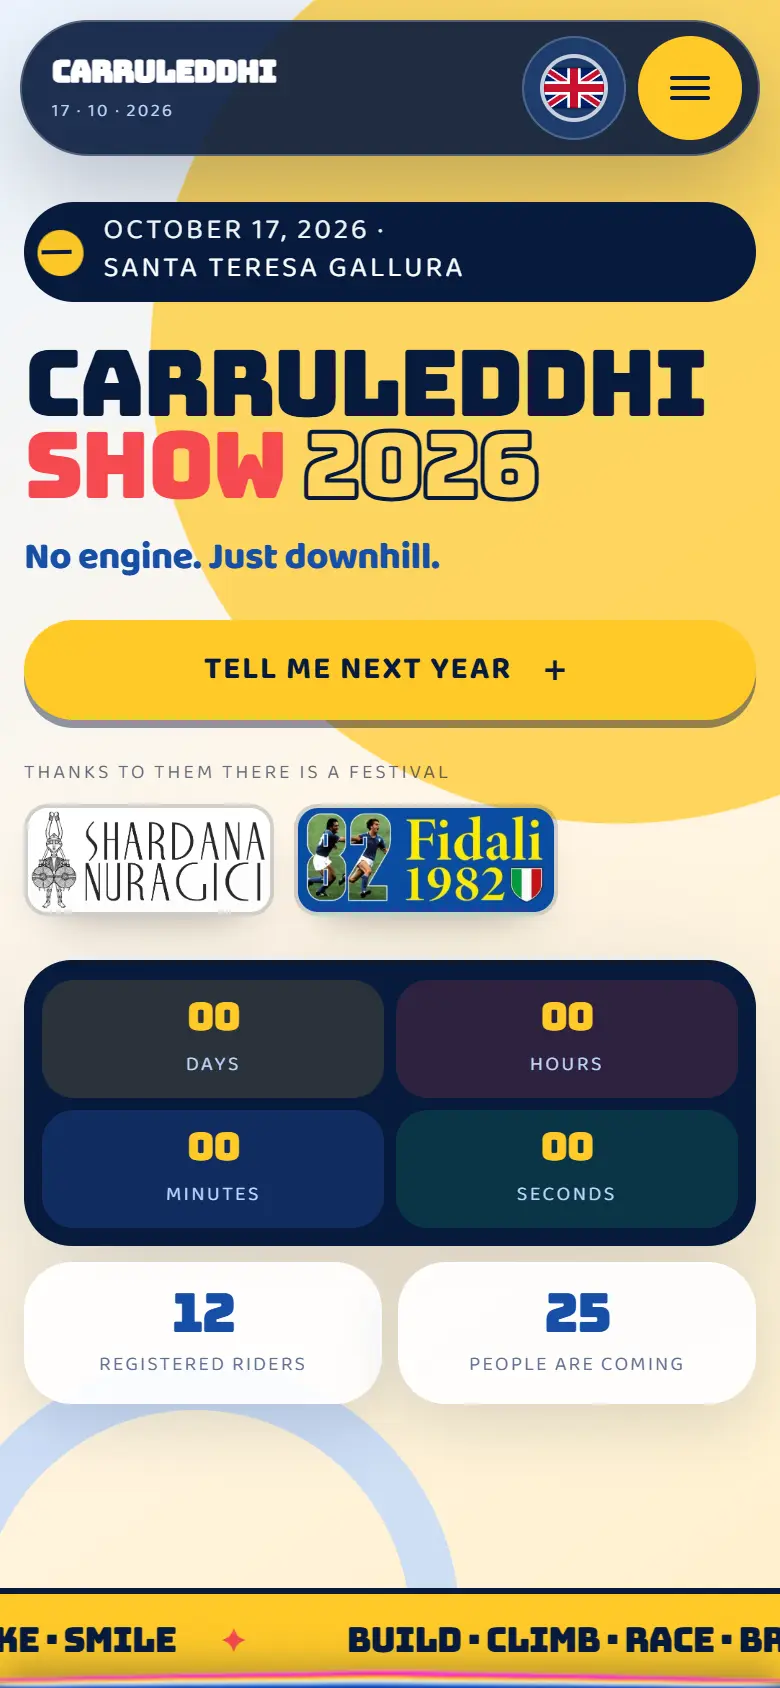 CARRULEDDHI
17 · 10 · 2026
OCTOBER 17, 2026 ·
SANTA TERESA GALLURA
CARRULEDDHI
SHOW 2026
No engine. Just downhill.
TELL ME NEXT YEAR +
THANKS TO THEM THERE IS A FESTIVAL
SHARDANA
NURAGICI
82 Fidali
1982
00
DAYS
00
HOURS
00
MINUTES
00
SECONDS
12
REGISTERED RIDERS
25
PEOPLE ARE COMING
KE · SMILE ✦ BUILD · CLIMB · RACE · BR